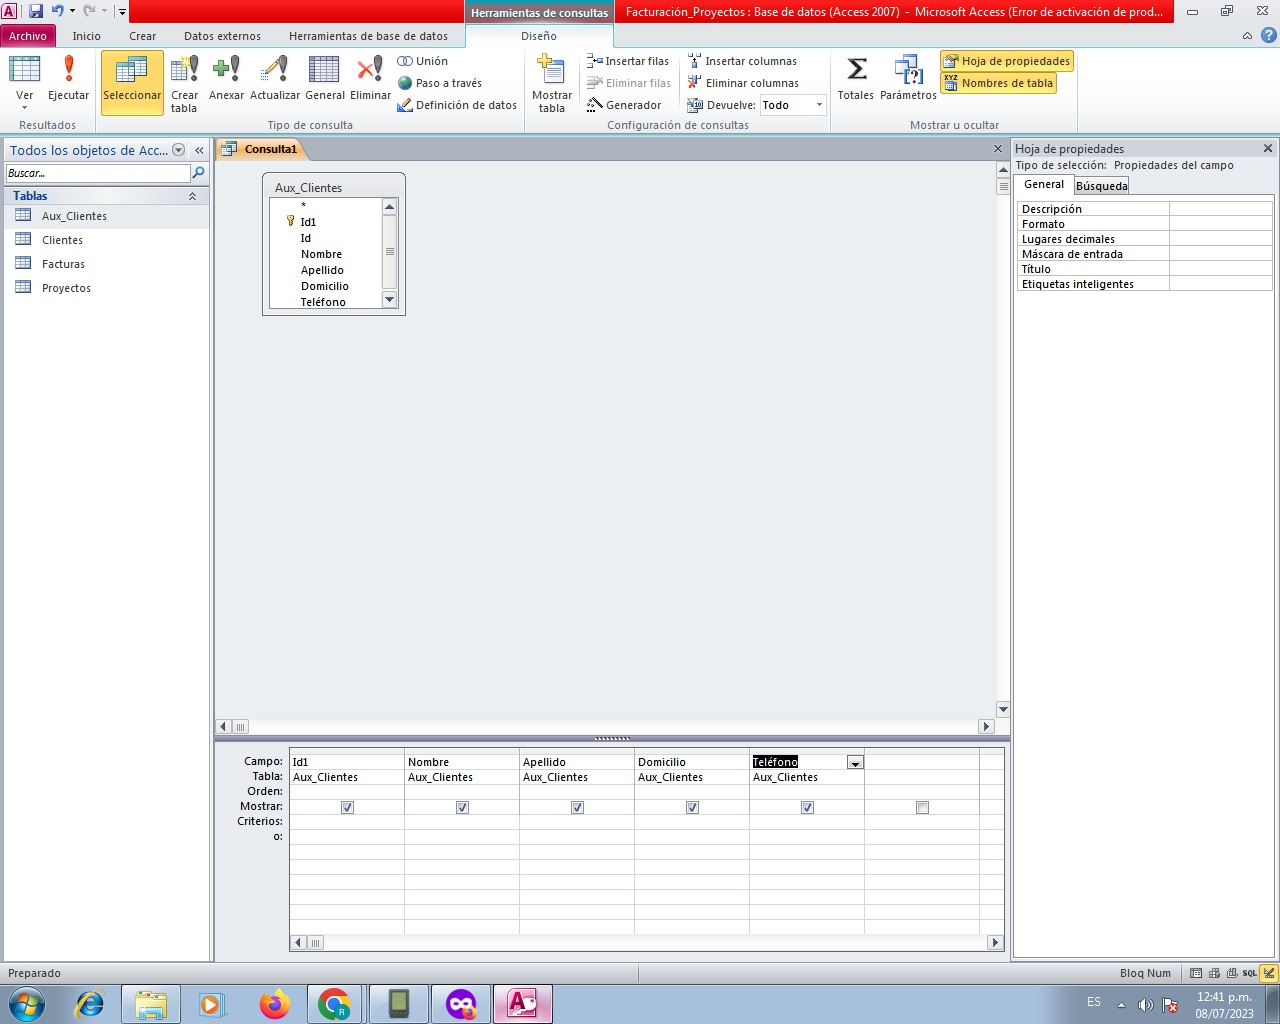 Herramientas de consultas
Facturación_Proyectos : Base de datos (Access 2007) - Microsoft Access (Error de activación de prod...
Archivo Inicio Crear Datos externos Herramientas de base de datos Diseño
Ver Ejecutar Seleccionar Crear tabla Anexar Actualizar General Eliminar
Unión
Paso a través
Definición de datos
Mostrar tabla
Insertar filas
Eliminar filas
Generador
Insertar columnas
Eliminar columnas
Devuelve: Todo
Totales Parámetros
Hoja de propiedades
XYZ Nombres de tabla
Resultados Tipo de consulta Configuración de consultas Mostrar u ocultar
Todos los objetos de Acc...
Buscar...
Tablas
Aux_Clientes
Clientes
Facturas
Proyectos
Consulta1
Aux_Clientes
*
Id1
Id
Nombre
Apellido
Domicilio
Teléfono
Campo: Id1 Nombre Apellido Domicilio Teléfono
Tabla: Aux_Clientes Aux_Clientes Aux_Clientes Aux_Clientes Aux_Clientes
Orden:
Mostrar:
Criterios:
o:
Hoja de propiedades
Tipo de selección: Propiedades del campo
General Búsqueda
Descripción
Formato
Lugares decimales
Máscara de entrada
Título
Etiquetas inteligentes
Preparado Bloq Num SQL
ES 12:41 p.m.
08/07/2023